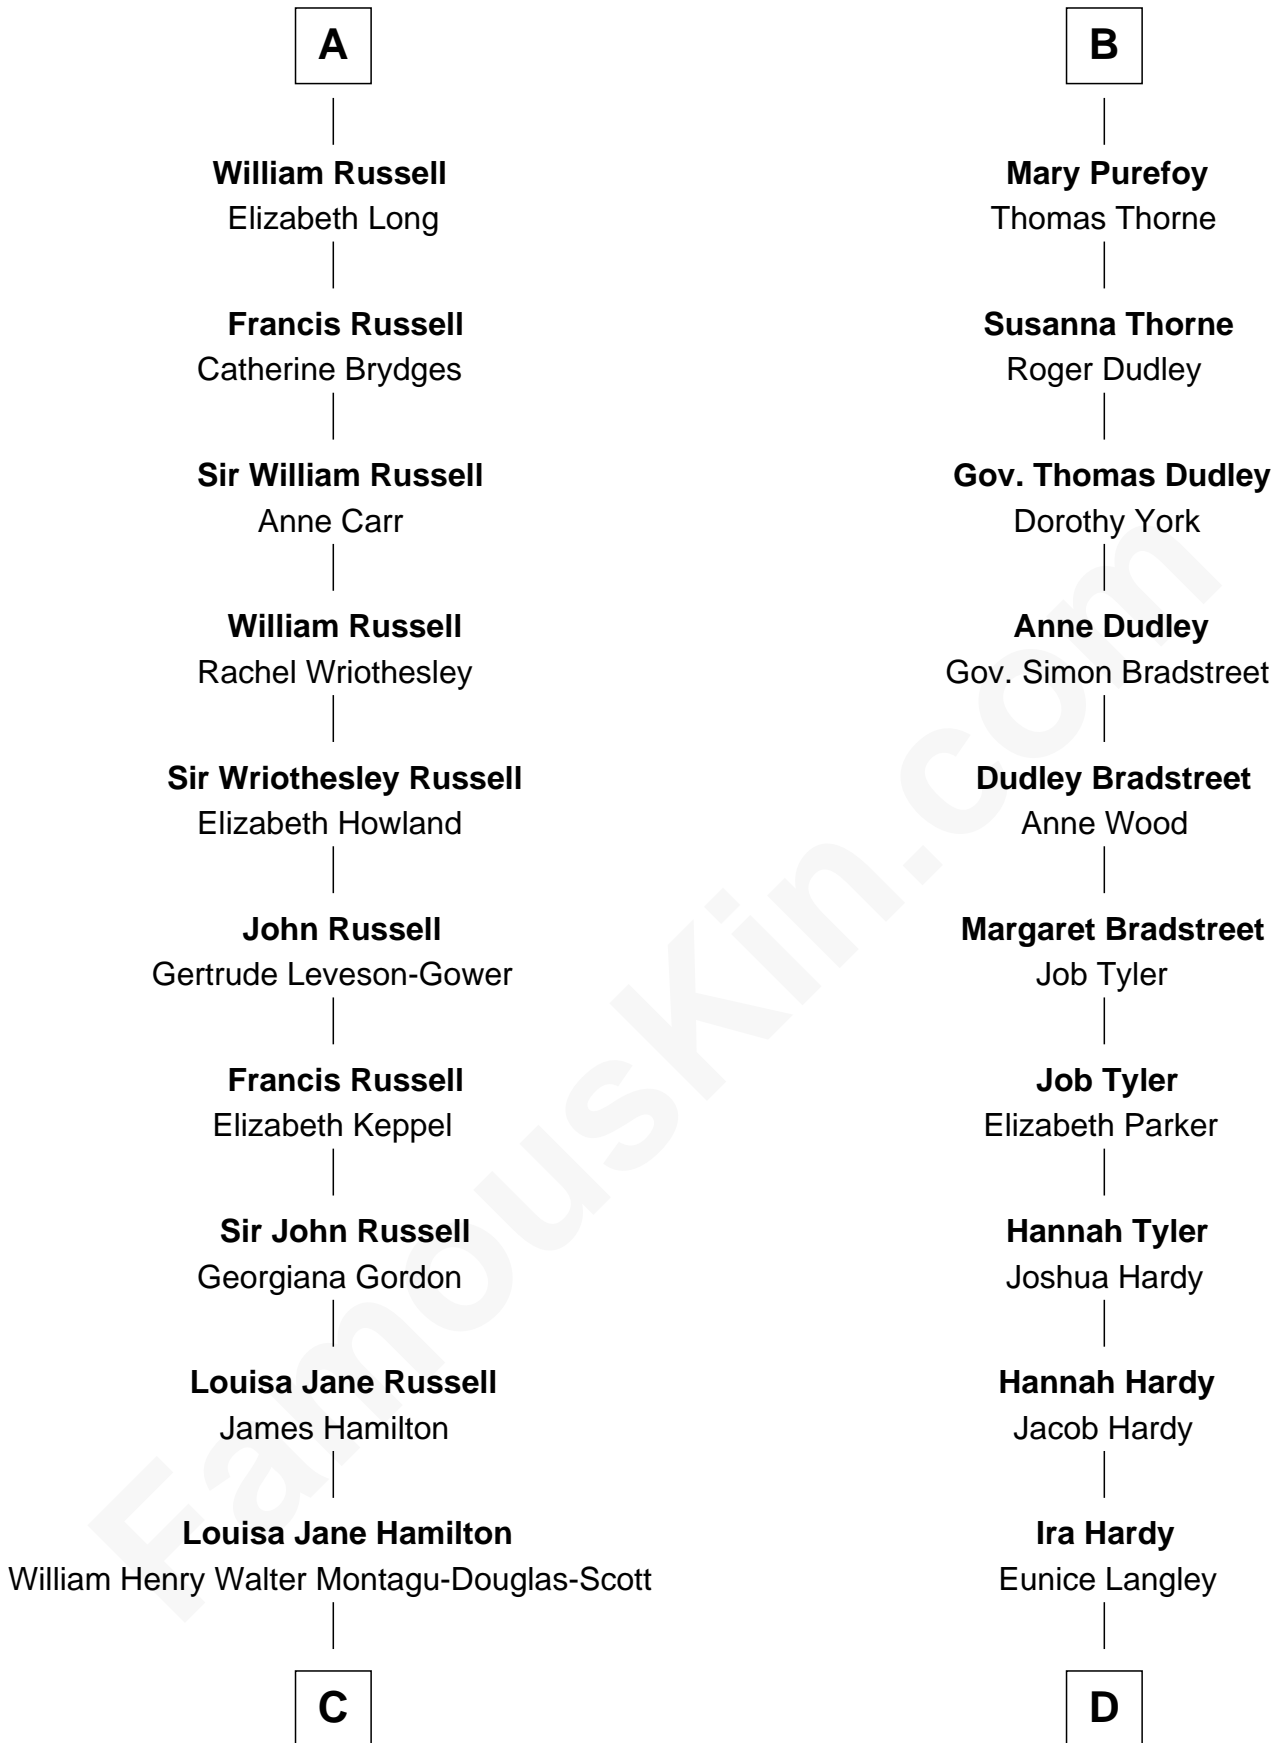 A
William Russell
Elizabeth Long
Francis Russell
Catherine Brydges
Sir William Russell
Anne Carr
William Russell
Rachel Wriothesley
Sir Wriothesley Russell
Elizabeth Howland
John Russell
Gertrude Leveson-Gower
Francis Russell
Elizabeth Keppel
Sir John Russell
Georgiana Gordon
Louisa Jane Russell
James Hamilton
Louisa Jane Hamilton
William Henry Walter Montagu-Douglas-Scott
C
B
Mary Purefoy
Thomas Thorne
Susanna Thorne
Roger Dudley
Gov. Thomas Dudley
Dorothy York
Anne Dudley
Gov. Simon Bradstreet
Dudley Bradstreet
Anne Wood
Margaret Bradstreet
Job Tyler
Job Tyler
Elizabeth Parker
Hannah Tyler
Joshua Hardy
Hannah Hardy
Jacob Hardy
Ira Hardy
Eunice Langley
D
FamousKin.com